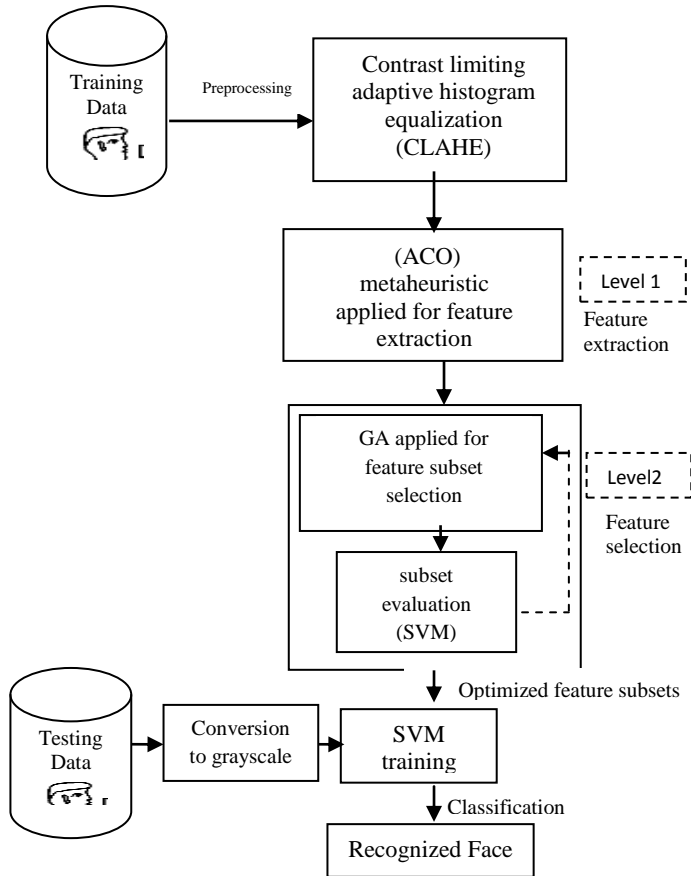 Training
Data
Preprocessing
Contrast limiting
adaptive histogram
equalization
(CLAHE)
(ACO)
metaheuristic
applied for feature
extraction
Level 1
Feature
extraction
GA applied for
feature subset
selection
Level2
Feature
selection
subset
evaluation
(SVM)
Optimized feature subsets
Testing
Data
Conversion
to grayscale
SVM
training
Classification
Recognized Face